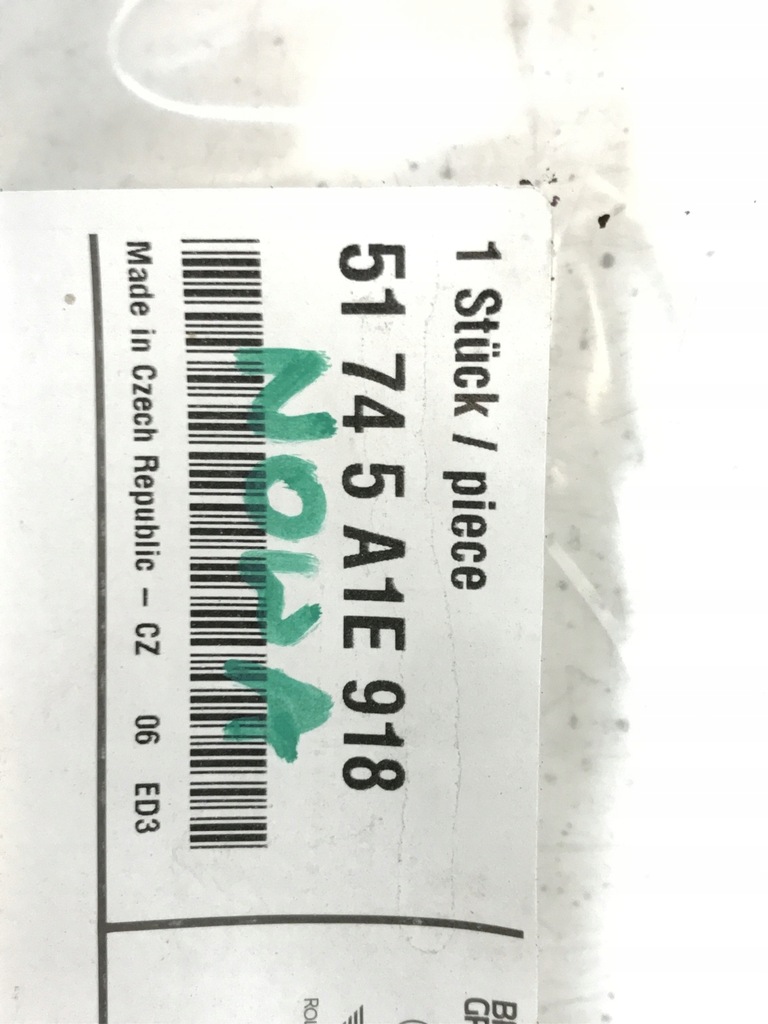 1 Stück / piece
51 74 5 A1E 918
NOWA
Made in Czech Republic – CZ 06 ED3